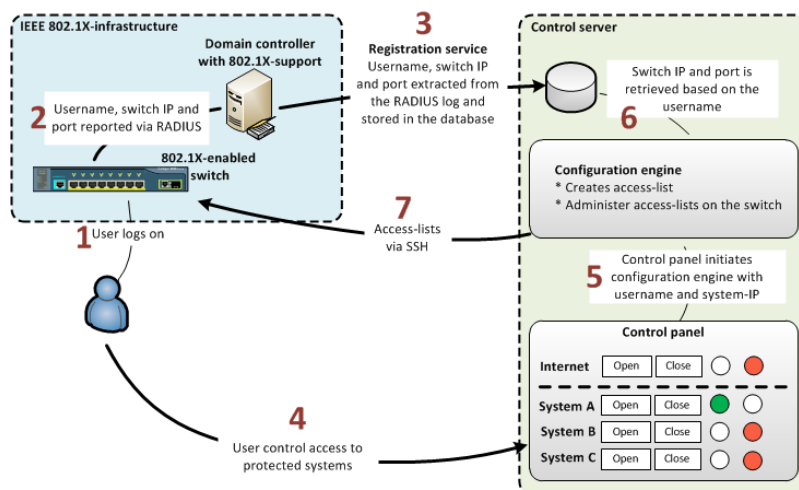 IEEE 802.1X-infrastructure
Domain controller
with 802.1X-support
2
Username, switch IP and
port reported via RADIUS
802.1X-enabled
switch
1
User logs on
3
Registration service
Username, switch IP
and port extracted from
the RADIUS log and
stored in the database
Control server
Switch IP and port is
retrieved based on the
username
6
Configuration engine
* Creates access-list
* Administer access-lists on the switch
7
Access-lists
via SSH
5
Control panel initiates
configuration engine with
username and system-IP
4
User control access to
protected systems
Control panel
Internet Open Close
System A Open Close
System B Open Close
System C Open Close